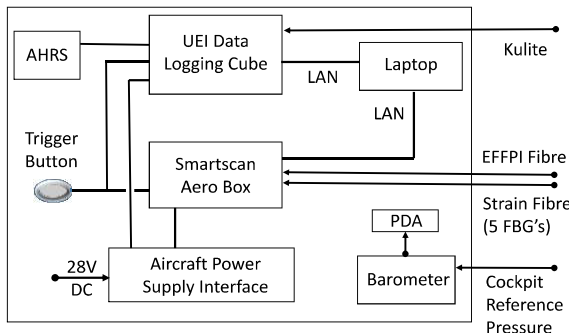 AHRS
UEI Data
Logging Cube
Laptop
Kulite
LAN
LAN
Trigger
Button
Smartscan
Aero Box
EFFPI Fibre
Strain Fibre
(5 FBG's)
PDA
28V
DC
Aircraft Power
Supply Interface
Barometer
Cockpit
Reference
Pressure